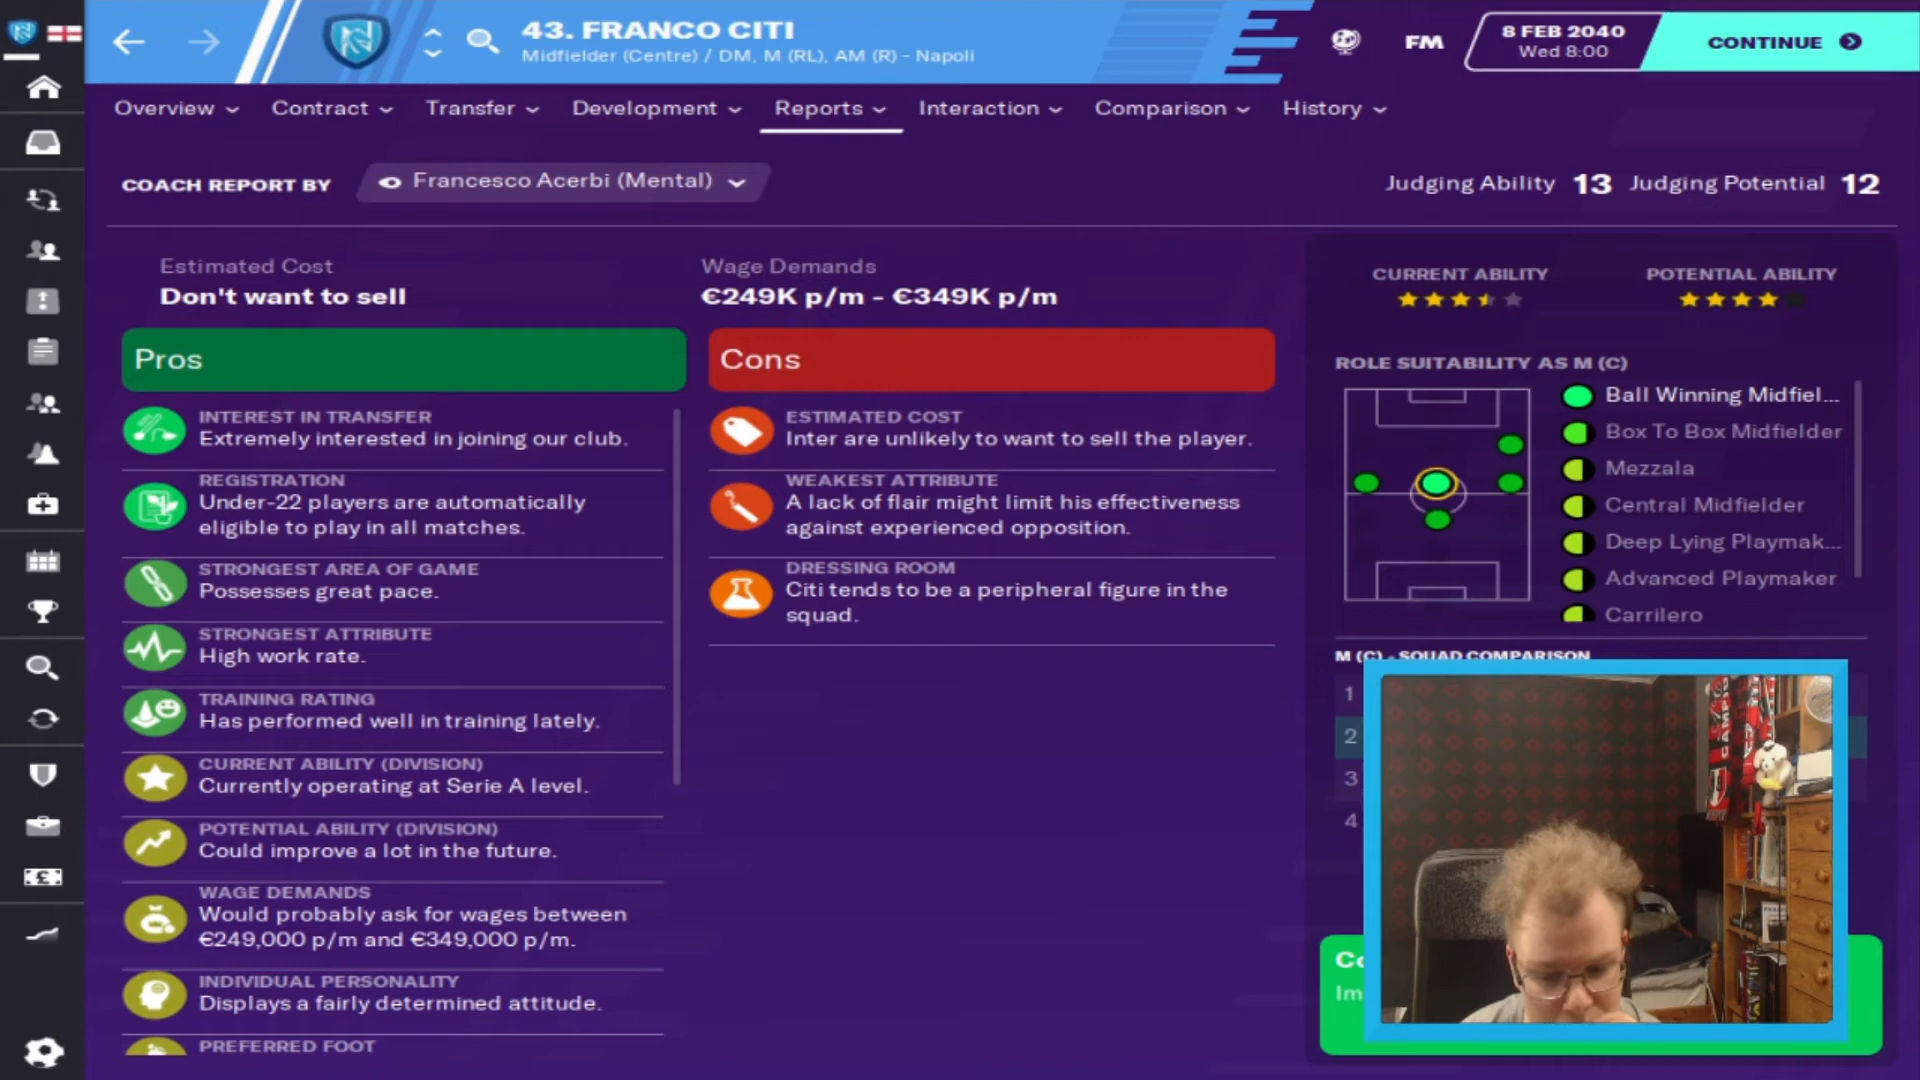 43. FRANCO CITI
Midfielder (Centre) / DM, M (RL), AM (R) - Napoli
FM
8 FEB 2040
Wed 8:00
CONTINUE
Overview
Contract
Transfer
Development
Reports
Interaction
Comparison
History
COACH REPORT BY
Francesco Acerbi (Mental)
Judging Ability 13 Judging Potential 12
Estimated Cost
Don't want to sell
Wage Demands
€249K p/m - €349K p/m
Pros
INTEREST IN TRANSFER
Extremely interested in joining our club.
REGISTRATION
Under-22 players are automatically
eligible to play in all matches.
STRONGEST AREA OF GAME
Possesses great pace.
STRONGEST ATTRIBUTE
High work rate.
TRAINING RATING
Has performed well in training lately.
CURRENT ABILITY (DIVISION)
Currently operating at Serie A level.
POTENTIAL ABILITY (DIVISION)
Could improve a lot in the future.
WAGE DEMANDS
Would probably ask for wages between
€249,000 p/m and €349,000 p/m.
INDIVIDUAL PERSONALITY
Displays a fairly determined attitude.
PREFERRED FOOT
Cons
ESTIMATED COST
Inter are unlikely to want to sell the player.
WEAKEST ATTRIBUTE
A lack of flair might limit his effectiveness
against experienced opposition.
DRESSING ROOM
Citi tends to be a peripheral figure in the
squad.
CURRENT ABILITY
POTENTIAL ABILITY
ROLE SUITABILITY AS M (C)
Ball Winning Midfiel...
Box To Box Midfielder
Mezzala
Central Midfielder
Deep Lying Playmak...
Advanced Playmaker
Carrilero
M (C) - SQUAD COMPARISON
1
2
3
4